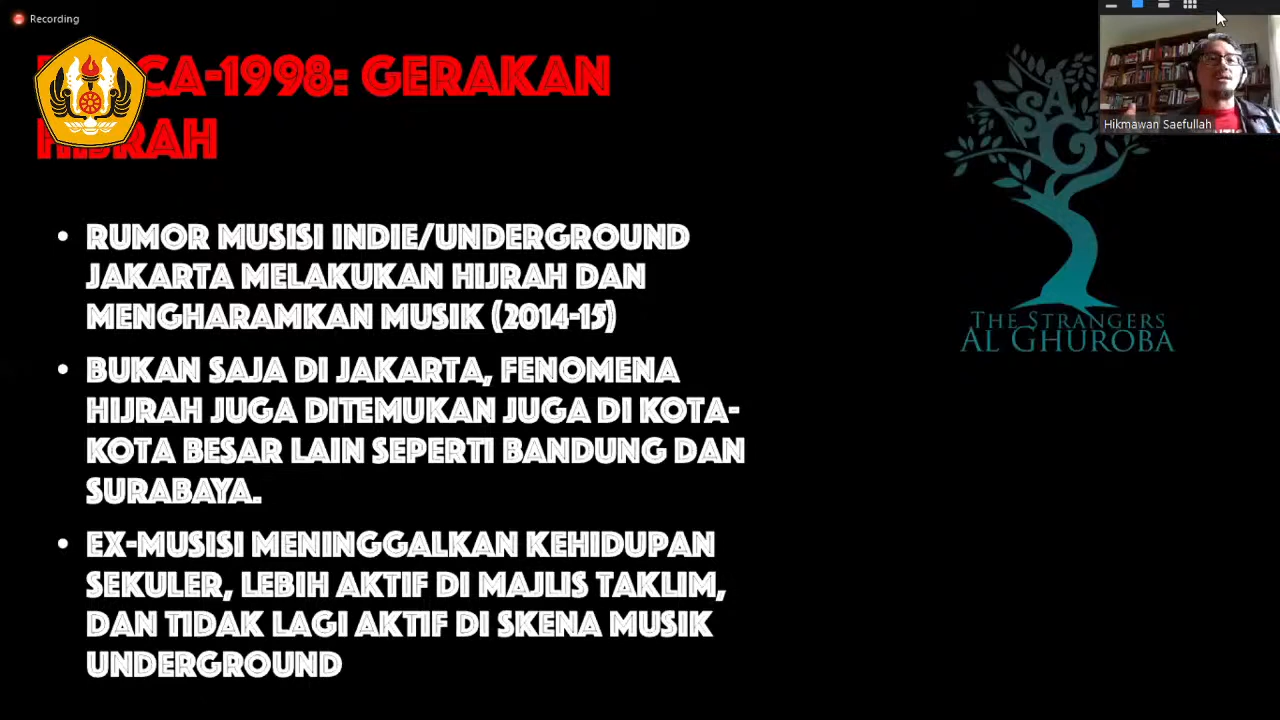 Recording
CA-1998: GERAKAN
HIJRAH
SAG
Hikmawan Saefullah
THE STRANGERS
AL GHUROBA
• RUMOR MUSISI INDIE/UNDERGROUND
JAKARTA MELAKUKAN HIJRAH DAN
MENGHARAMKAN MUSIK (2014-15)
• BUKAN SAJA DI JAKARTA, FENOMENA
HIJRAH JUGA DITEMUKAN JUGA DI KOTA-
KOTA BESAR LAIN SEPERTI BANDUNG DAN
SURABAYA.
• EX-MUSISI MENINGGALKAN KEHIDUPAN
SEKULER, LEBIH AKTIF DI MAJLIS TAKLIM,
DAN TIDAK LAGI AKTIF DI SKENA MUSIK
UNDERGROUND